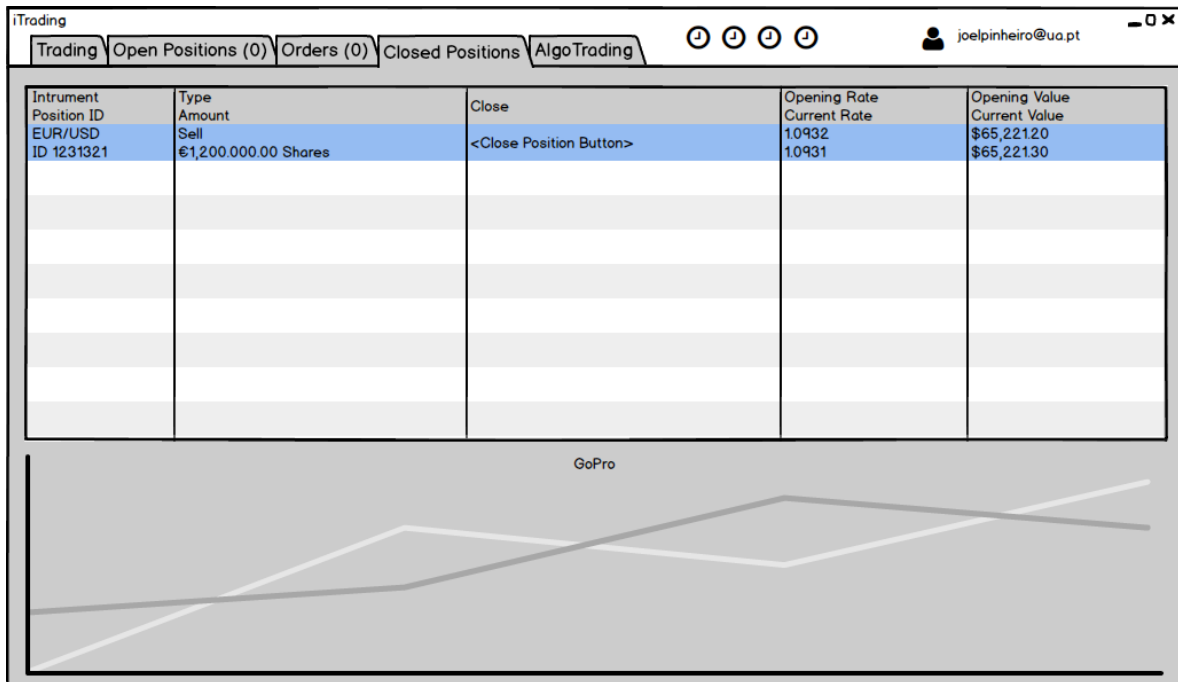 iTrading
Trading Open Positions (0) Orders (0) Closed Positions AlgoTrading
joelpinheiro@ua.pt
Intrument
Position ID
Type
Amount
Close
Opening Rate
Current Rate
Opening Value
Current Value
EUR/USD
ID 1231321
Sell
€1,200.000.00 Shares
<Close Position Button>
1.0932
1.0931
$65,221.20
$65,221.30
GoPro